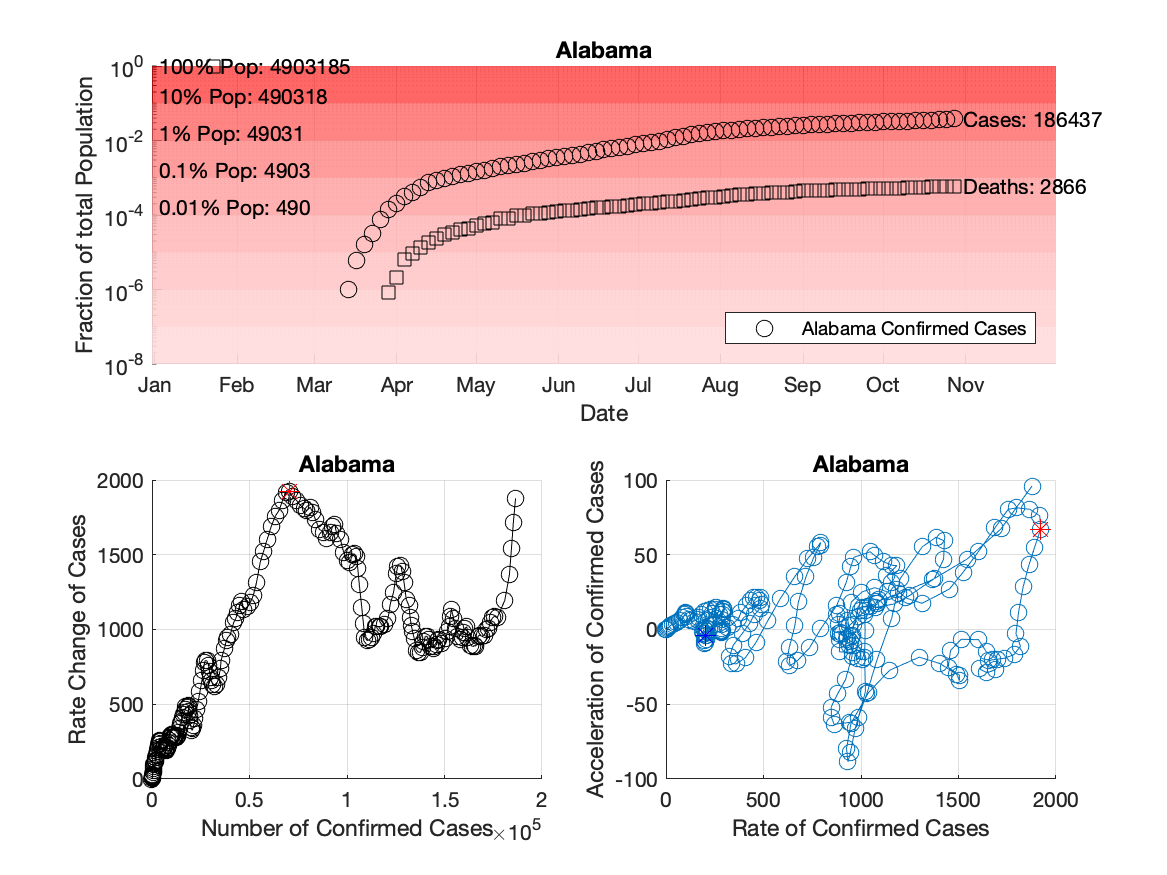 Alabama
Fraction of total Population
10^0
10^-2
10^-4
10^-6
10^-8
100% Pop: 4903185
10% Pop: 490318
1% Pop: 49031
0.1% Pop: 4903
0.01% Pop: 490
Cases: 186437
Deaths: 2866
Alabama Confirmed Cases
Jan Feb Mar Apr May Jun Jul Aug Sep Oct Nov
Date
Alabama
Rate Change of Cases
2000
1500
1000
500
0
0 0.5 1 1.5 2
Number of Confirmed Cases ×10^5
Alabama
Acceleration of Confirmed Cases
100
50
0
-50
-100
0 500 1000 1500 2000
Rate of Confirmed Cases